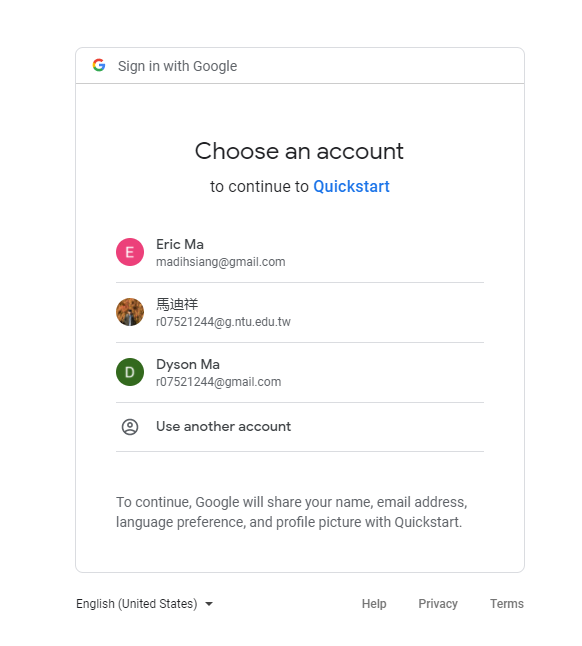 Sign in with Google
Choose an account
to continue to Quickstart
E
Eric Ma
madihsiang@gmail.com
馬迪祥
r07521244@g.ntu.edu.tw
D
Dyson Ma
r07521244@gmail.com
Use another account
To continue, Google will share your name, email address,
language preference, and profile picture with Quickstart.
English (United States)
Help Privacy Terms